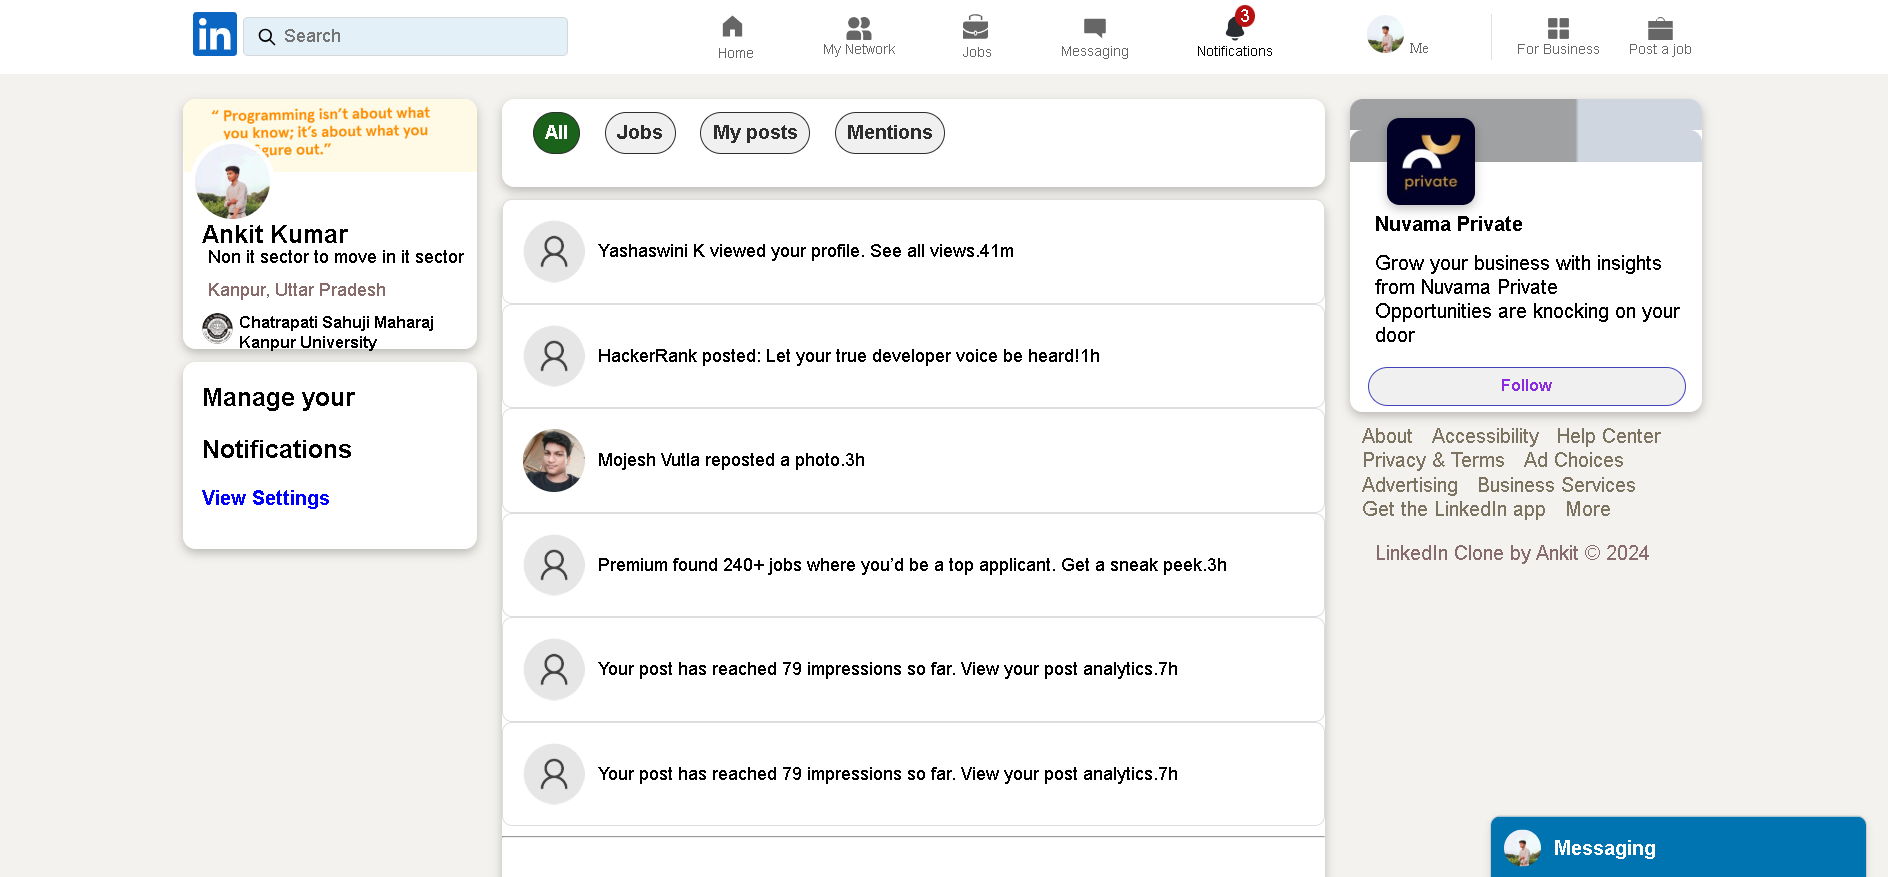 in
Search
Home
My Network
Jobs
Messaging
3
Notifications
Me
For Business
Post a job
“ Programming isn’t about what
you know; it’s about what you
gure out.”
Ankit Kumar
Non it sector to move in it sector
Kanpur, Uttar Pradesh
Chatrapati Sahuji Maharaj
Kanpur University
Manage your
Notifications
View Settings
All
Jobs
My posts
Mentions
Yashaswini K viewed your profile. See all views.41m
HackerRank posted: Let your true developer voice be heard!1h
Mojesh Vutla reposted a photo.3h
Premium found 240+ jobs where you’d be a top applicant. Get a sneak peek.3h
Your post has reached 79 impressions so far. View your post analytics.7h
Your post has reached 79 impressions so far. View your post analytics.7h
private
Nuvama Private
Grow your business with insights
from Nuvama Private
Opportunities are knocking on your
door
Follow
About Accessibility Help Center
Privacy & Terms Ad Choices
Advertising Business Services
Get the LinkedIn app More
LinkedIn Clone by Ankit © 2024
Messaging